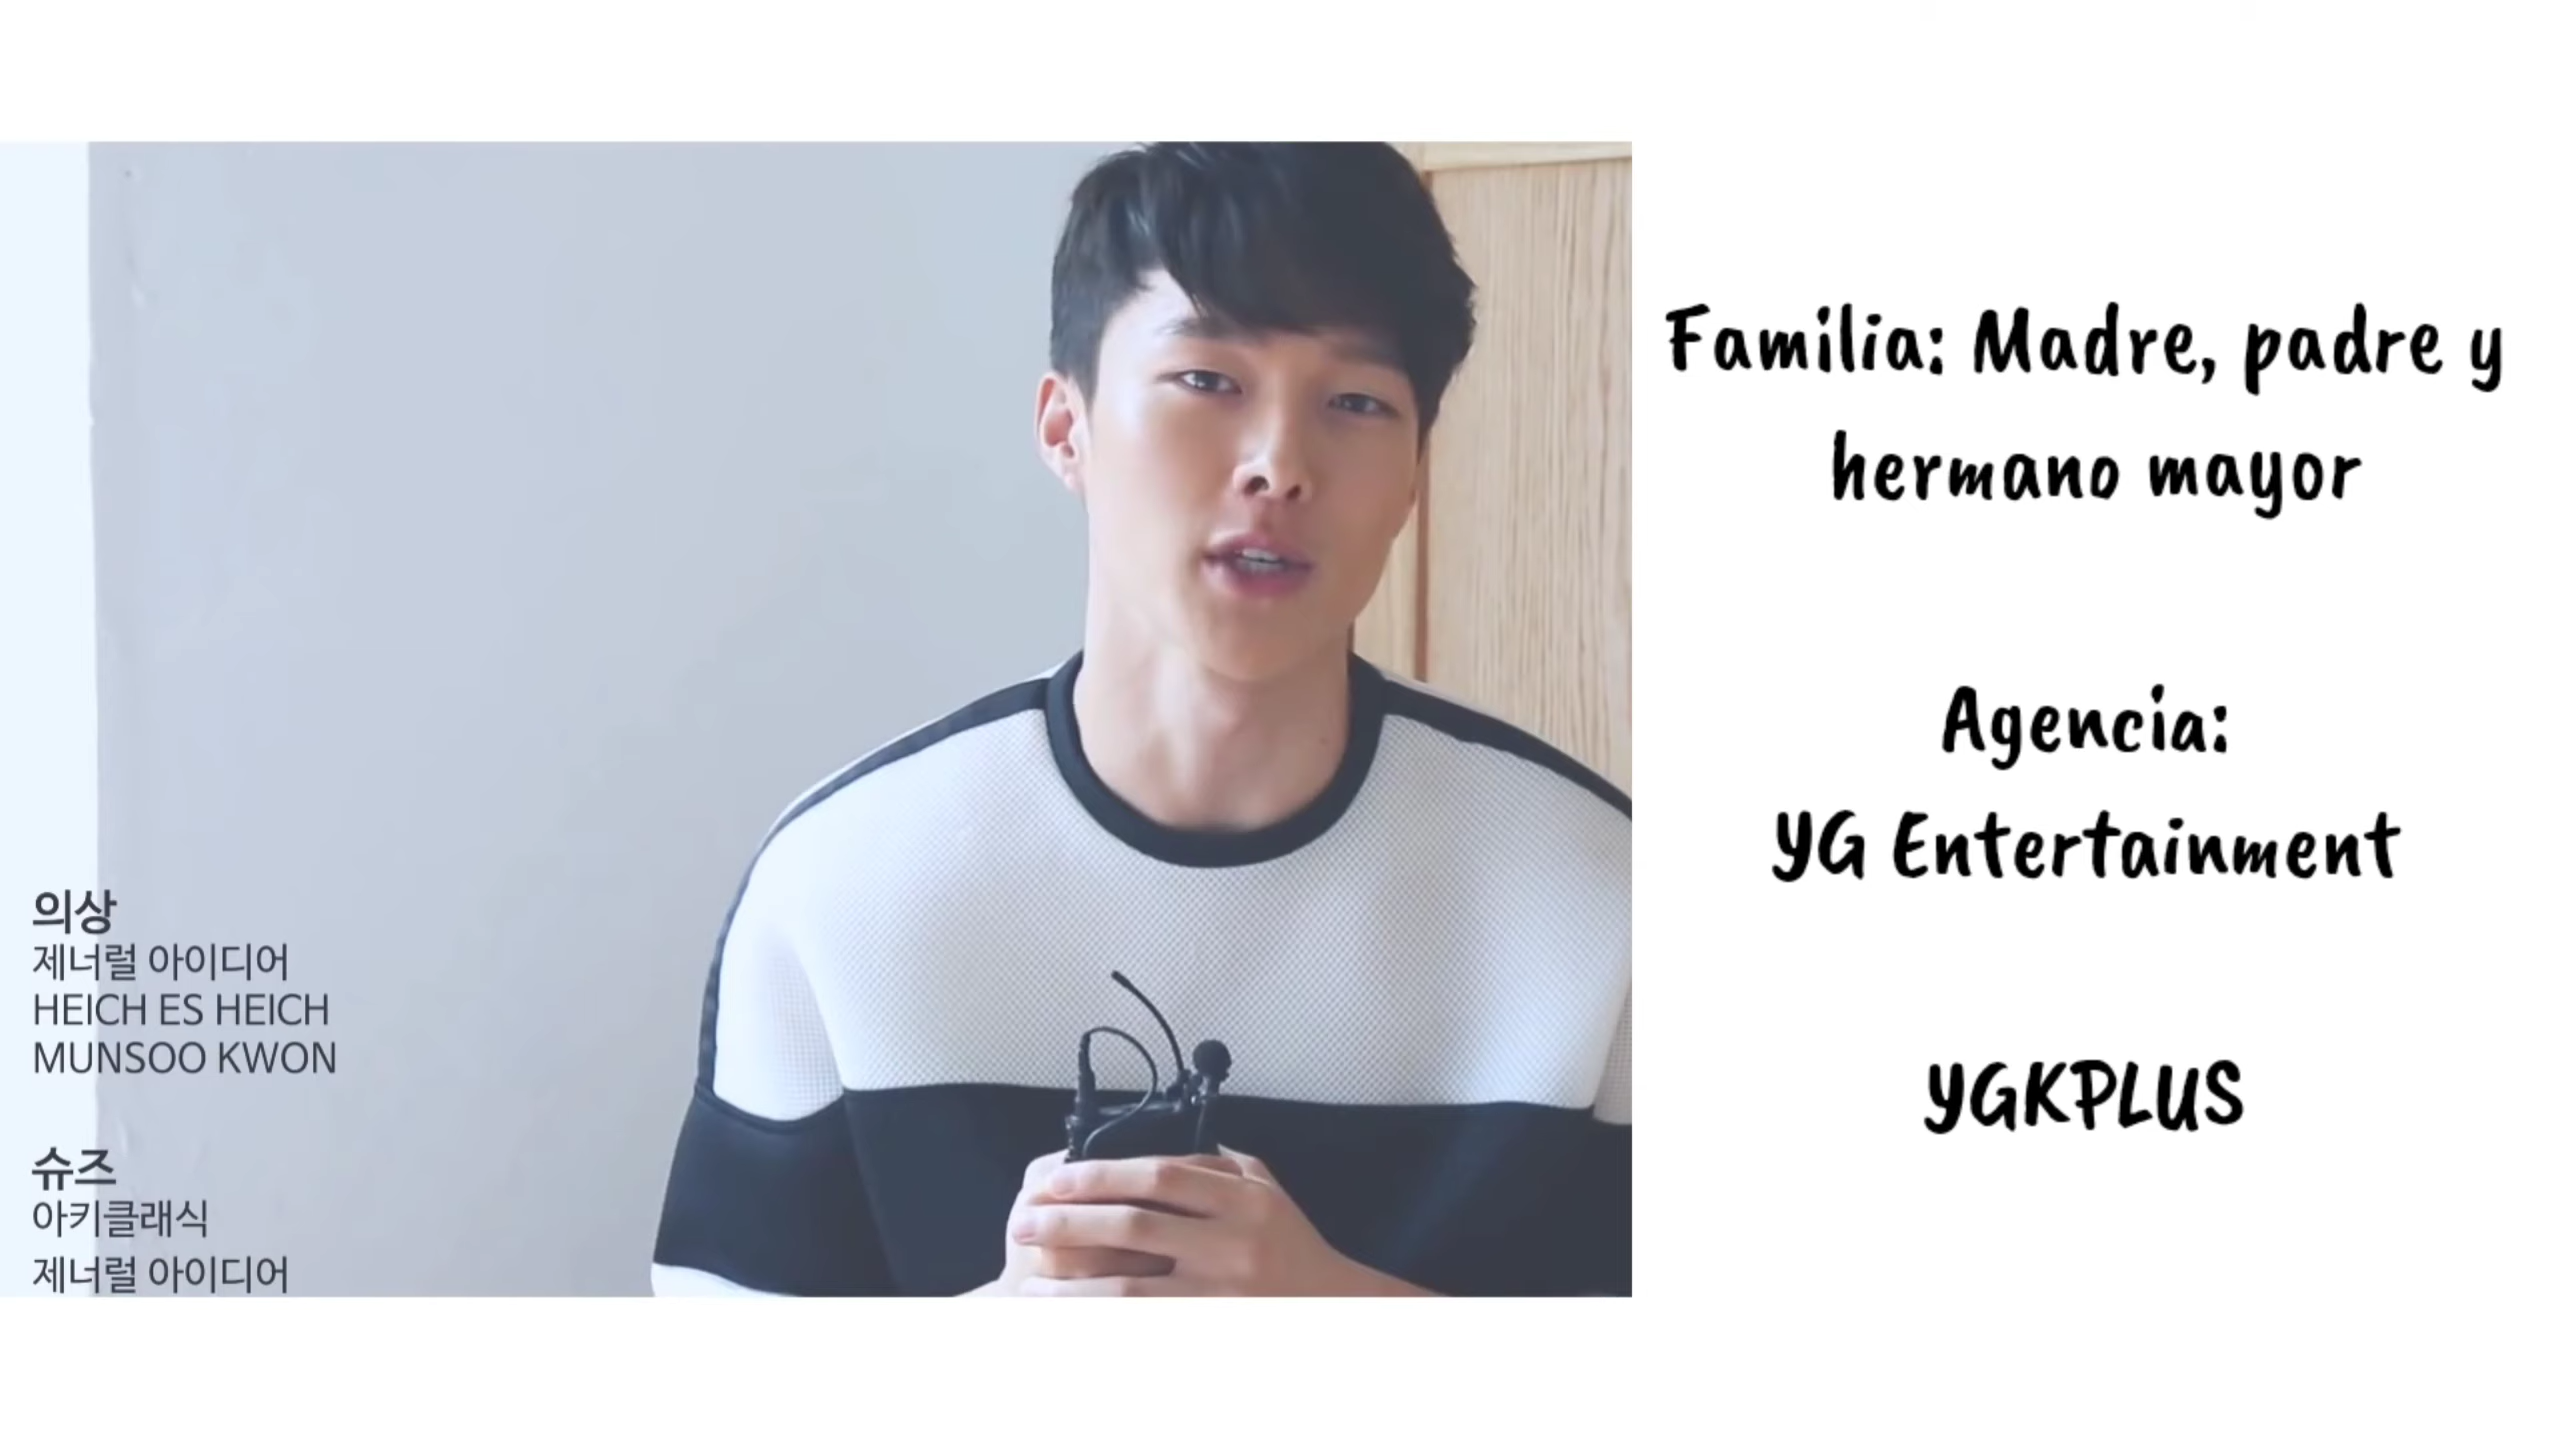 의상
제너럴 아이디어
HEICH ES HEICH
MUNSOO KWON
슈즈
아키클래식
제너럴 아이디어
Familia: Madre, padre y
hermano mayor
Agencia:
YG Entertainment
YGKPLUS